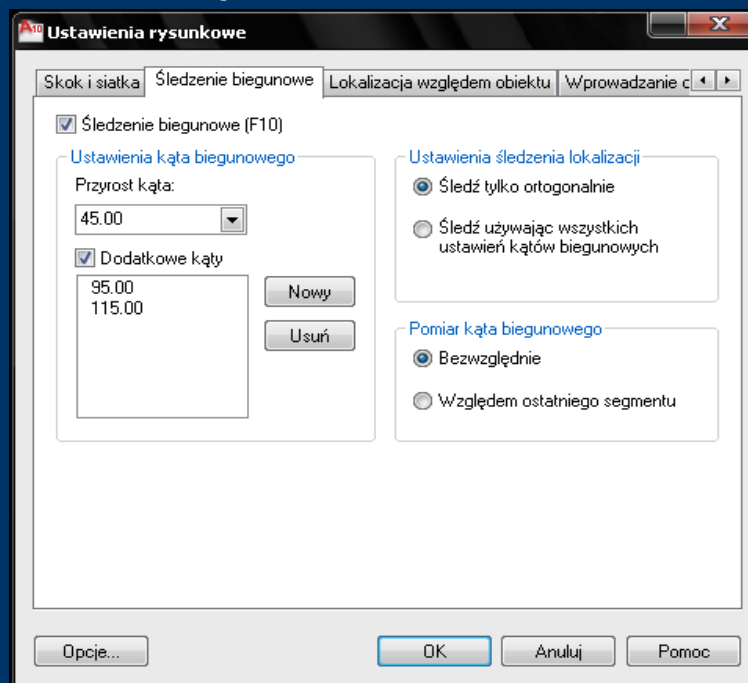 A10 Ustawienia rysunkowe
Skok i siatka Śledzenie biegunowe Lokalizacja względem obiektu Wprowadzanie
Śledzenie biegunowe (F10)
Ustawienia kąta biegunowego
Przyrost kąta:
45.00
Dodatkowe kąty
95.00
115.00
Nowy
Usuń
Ustawienia śledzenia lokalizacji
Śledź tylko ortogonalnie
Śledź używając wszystkich
ustawień kątów biegunowych
Pomiar kąta biegunowego
Bezwzględnie
Względem ostatniego segmentu
Opcje... OK Anuluj Pomoc